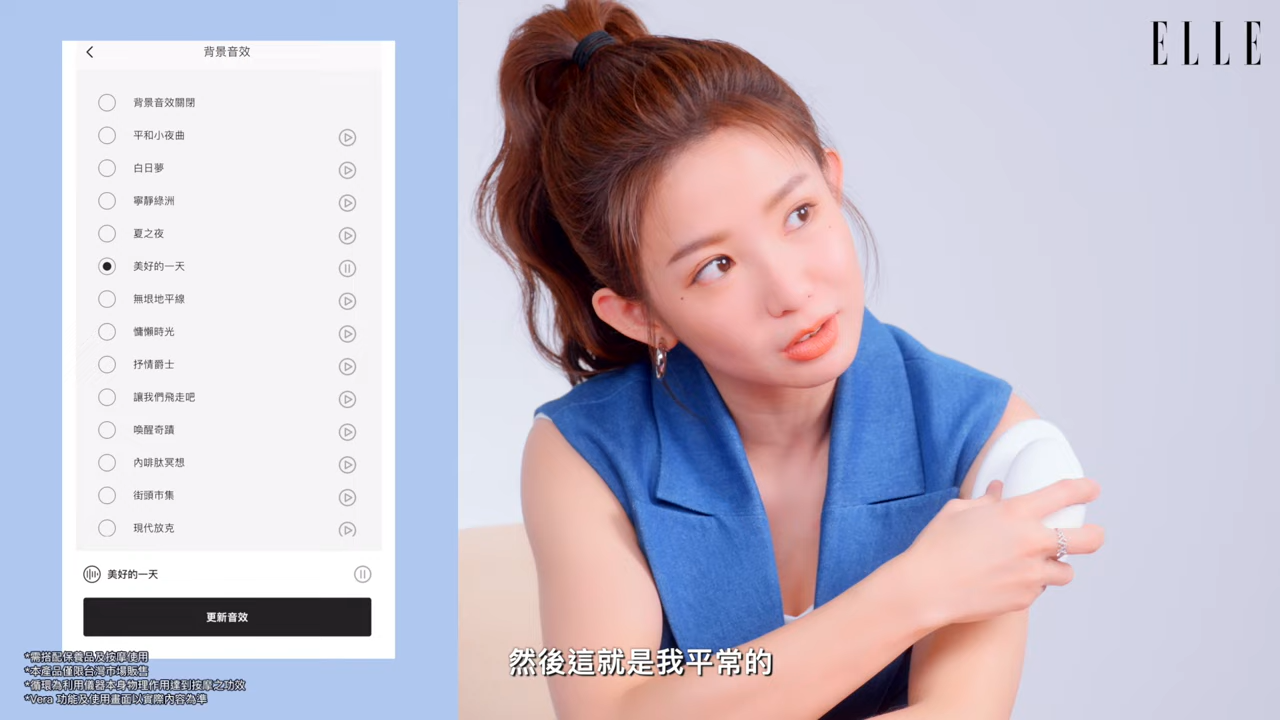 背景音效
背景音效關閉
平和小夜曲
白日夢
寧靜綠洲
夏之夜
美好的一天
無垠地平線
慵懶時光
抒情爵士
讓我們飛走吧
喚醒奇蹟
內啡肽冥想
街頭市集
現代放克
美好的一天
更新音效
*需搭配保養品及按摩使用
*本產品僅限台灣市場販售
*循環為利用儀器本身物理作用達到按摩之功效
*Vera 功能及使用畫面以實際內容為準
ELLE
然後這就是我平常的